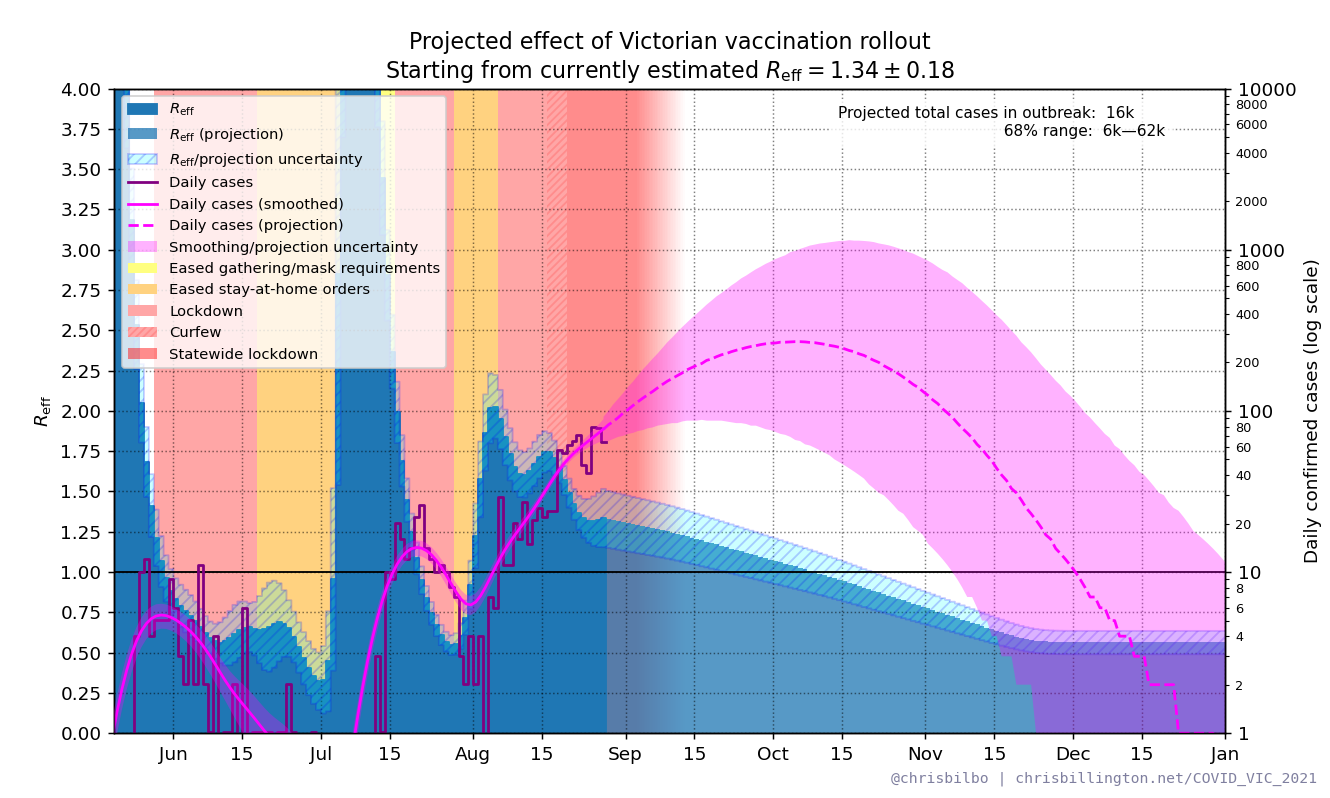 Projected effect of Victorian vaccination rollout
Starting from currently estimated R_eff = 1.34 ± 0.18
Projected total cases in outbreak: 16k
68% range: 6k—62k
R_eff
R_eff (projection)
R_eff/projection uncertainty
Daily cases
Daily cases (smoothed)
Daily cases (projection)
Smoothing/projection uncertainty
Eased gathering/mask requirements
Eased stay-at-home orders
Lockdown
Curfew
Statewide lockdown
R_eff
4.00
3.75
3.50
3.25
3.00
2.75
2.50
2.25
2.00
1.75
1.50
1.25
1.00
0.75
0.50
0.25
0.00
10000
8000
6000
4000
2000
1000
800
600
400
200
100
80
60
40
20
10
8
6
4
2
1
Daily confirmed cases (log scale)
Jun 15 Jul 15 Aug 15 Sep 15 Oct 15 Nov 15 Dec 15 Jan
@chrisbilbo | chrisbillington.net/COVID_VIC_2021